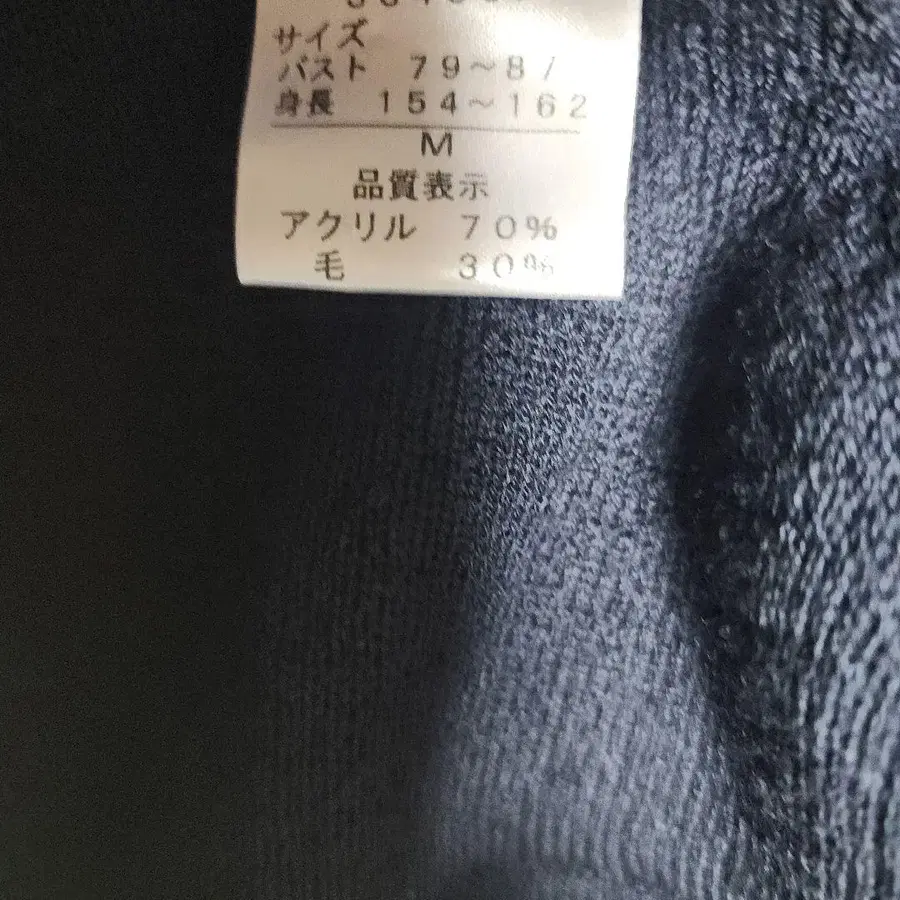 サイズ
バスト 79〜87
身長 154〜162
M
品質表示
アクリル 70%
毛 30%